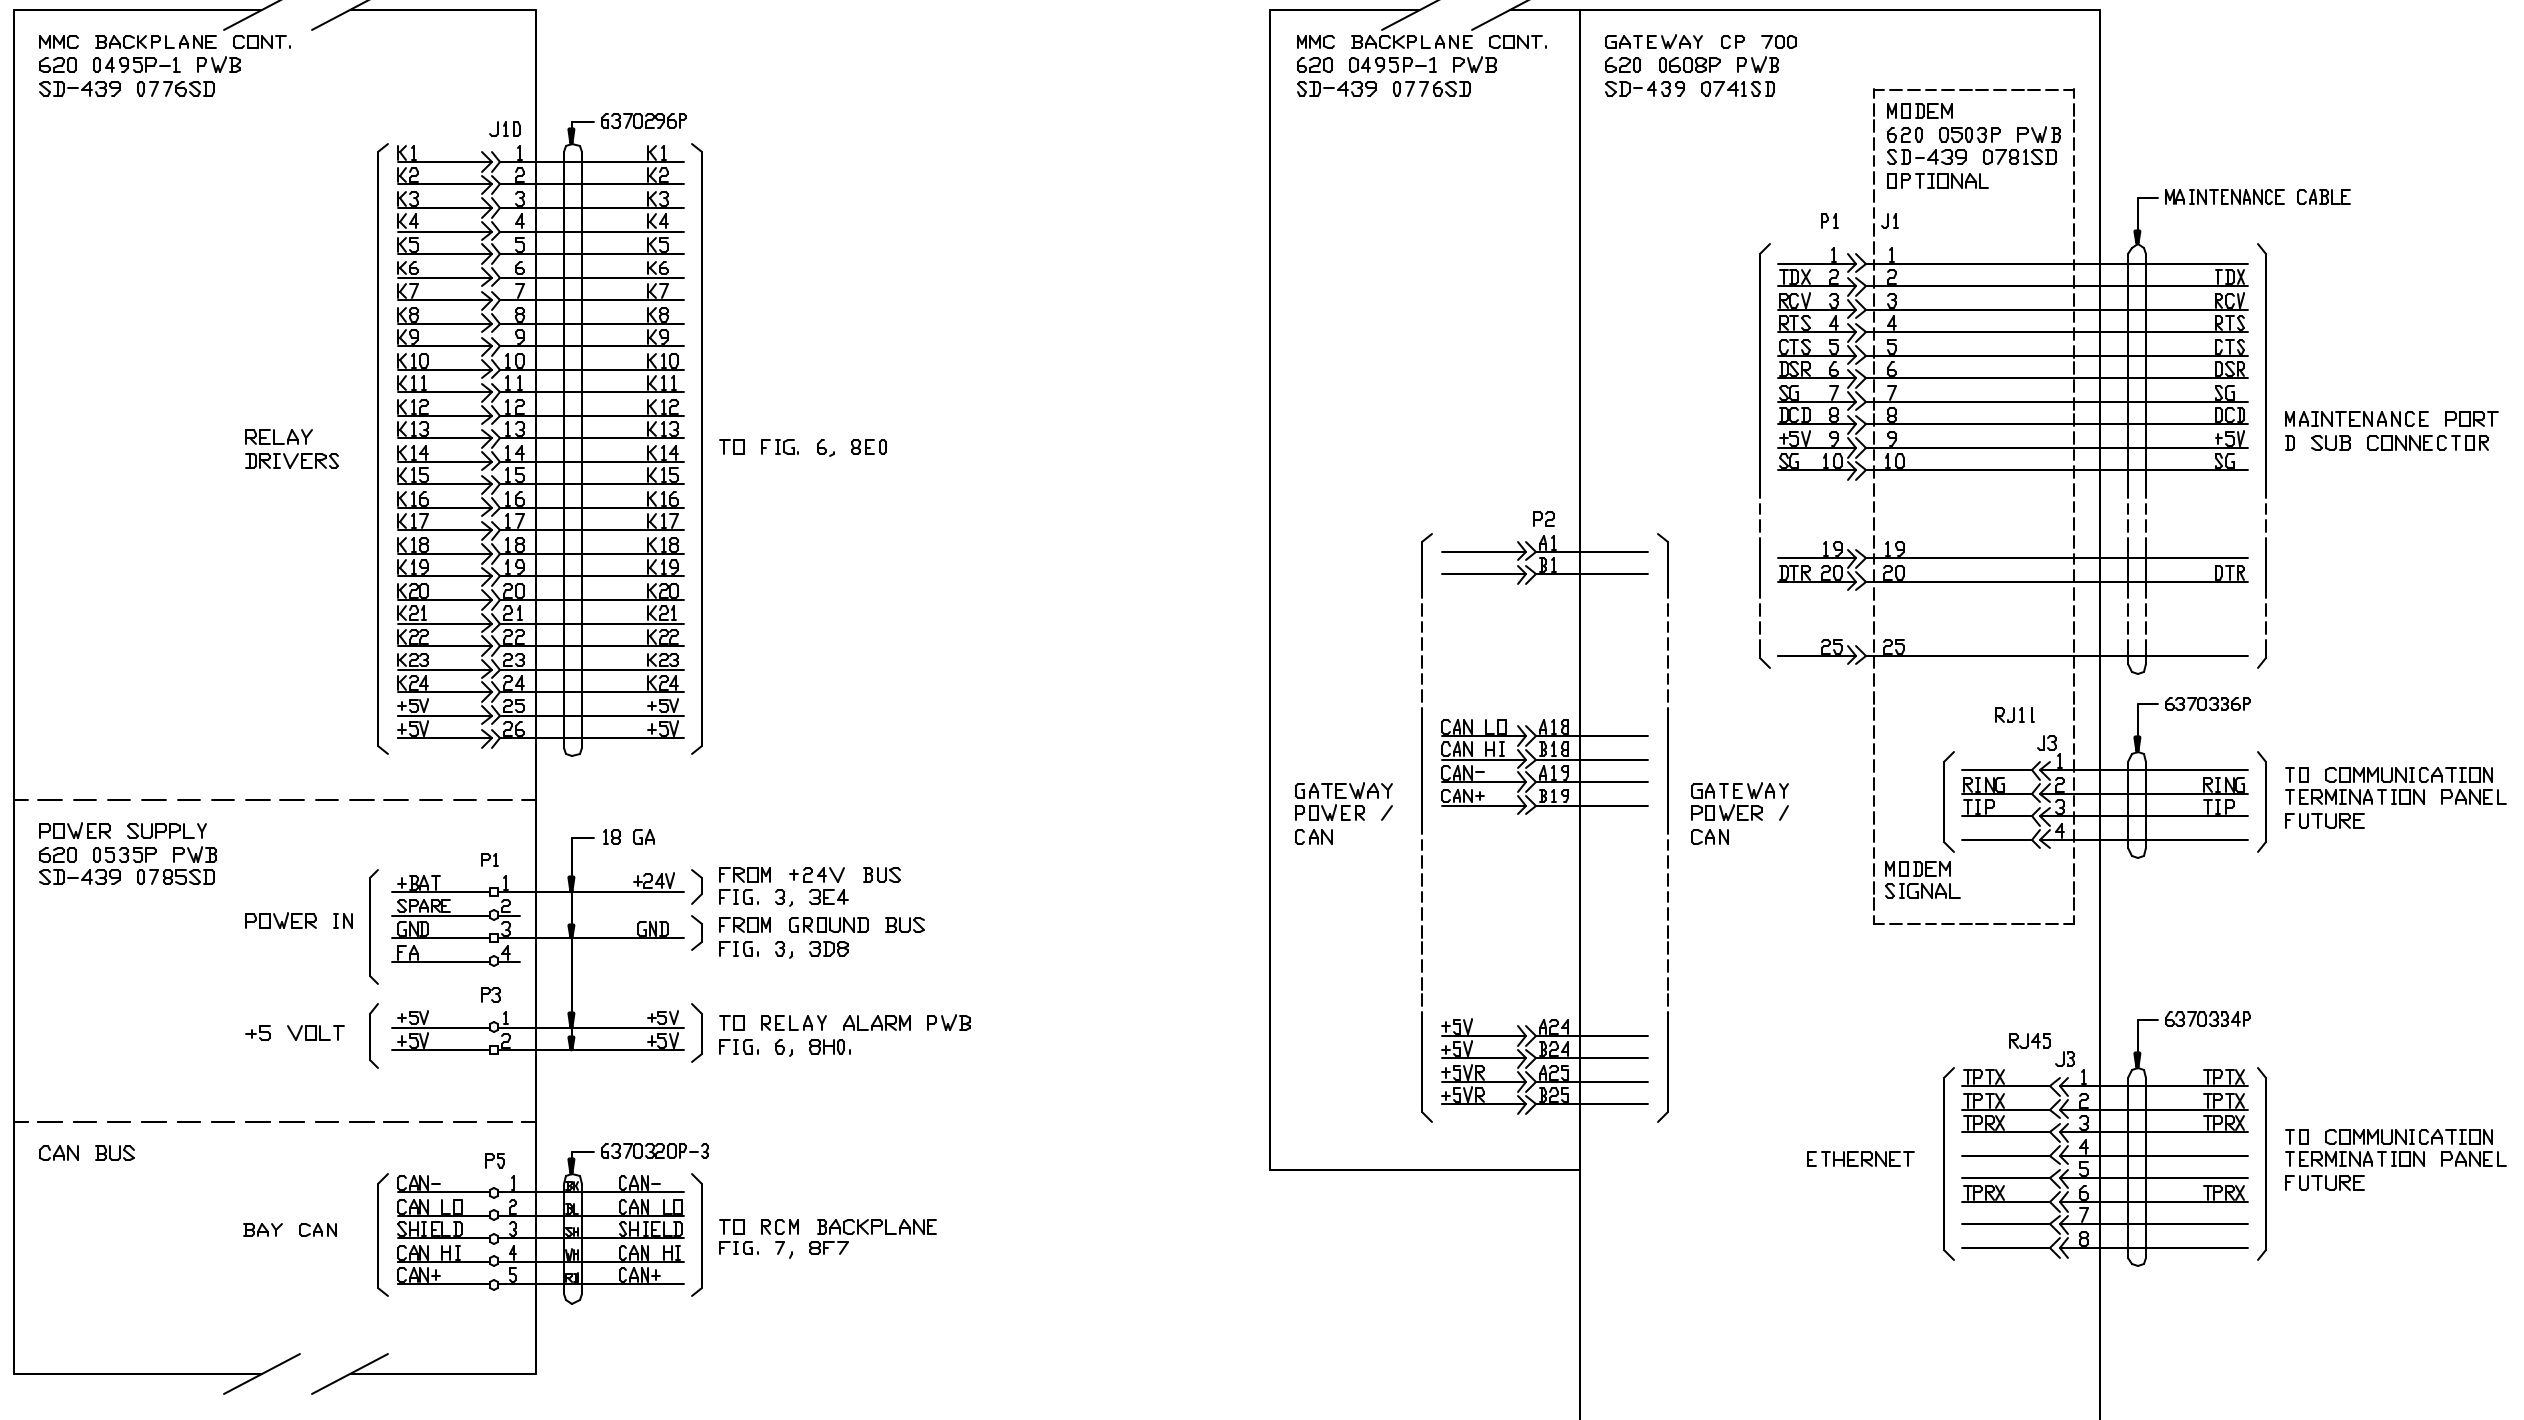 MMC BACKPLANE CONT.
620 0495P-1 PWB
SD-439 0776SD
J1D
6370296P
K1 1 K1
K2 2 K2
K3 3 K3
K4 4 K4
K5 5 K5
K6 6 K6
K7 7 K7
K8 8 K8
K9 9 K9
K10 10 K10
K11 11 K11
K12 12 K12
K13 13 K13
K14 14 K14
K15 15 K15
K16 16 K16
K17 17 K17
K18 18 K18
K19 19 K19
K20 20 K20
K21 21 K21
K22 22 K22
K23 23 K23
K24 24 K24
+5V 25 +5V
+5V 26 +5V
RELAY
DRIVERS
TO FIG. 6, 8E0
POWER SUPPLY
620 0535P PWB
SD-439 0785SD
18 GA
P1
+BAT 1 +24V
SPARE 2
GND 3 GND
FA 4
POWER IN
FROM +24V BUS
FIG. 3, 3E4
FROM GROUND BUS
FIG. 3, 3D8
P3
+5V 1 +5V
+5V 2 +5V
+5 VOLT
TO RELAY ALARM PWB
FIG. 6, 8H0.
CAN BUS
P5
6370320P-3
CAN- 1 BK CAN-
CAN LO 2 BL CAN LO
SHIELD 3 SH SHIELD
CAN HI 4 WH CAN HI
CAN+ 5 RD CAN+
BAY CAN
TO RCM BACKPLANE
FIG. 7, 8F7
MMC BACKPLANE CONT.
620 0495P-1 PWB
SD-439 0776SD
GATEWAY CP 700
620 0608P PWB
SD-439 0741SD
MODEM
620 0503P PWB
SD-439 0781SD
OPTIONAL
MAINTENANCE CABLE
P1 J1
1 1
TDX 2 2 TDX
RCV 3 3 RCV
RTS 4 4 RTS
CTS 5 5 CTS
DSR 6 6 DSR
SG 7 7 SG
DCD 8 8 DCD
+5V 9 9 +5V
SG 10 10 SG
19 19
DTR 20 20 DTR
25 25
MAINTENANCE PORT
D SUB CONNECTOR
P2
A1
B1
CAN LO A18
CAN HI B18
CAN- A19
CAN+ B19
+5V A24
+5V B24
+5VR A25
+5VR B25
GATEWAY
POWER /
CAN
GATEWAY
POWER /
CAN
RJ11
6370336P
J3
1
RING 2 RING
TIP 3 TIP
4
MODEM
SIGNAL
TO COMMUNICATION
TERMINATION PANEL
FUTURE
RJ45
6370334P
J3
TPTX 1 TPTX
TPTX 2 TPTX
TPRX 3 TPRX
4
5
TPRX 6 TPRX
7
8
ETHERNET
TO COMMUNICATION
TERMINATION PANEL
FUTURE